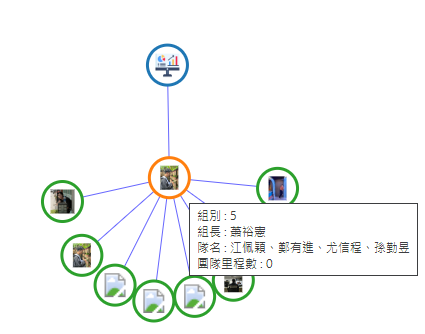 組別 : 5
組長 : 蕭裕憲
隊名 : 江佩穎、鄭有進、尤信程、孫勤昱
團隊里程數 : 0